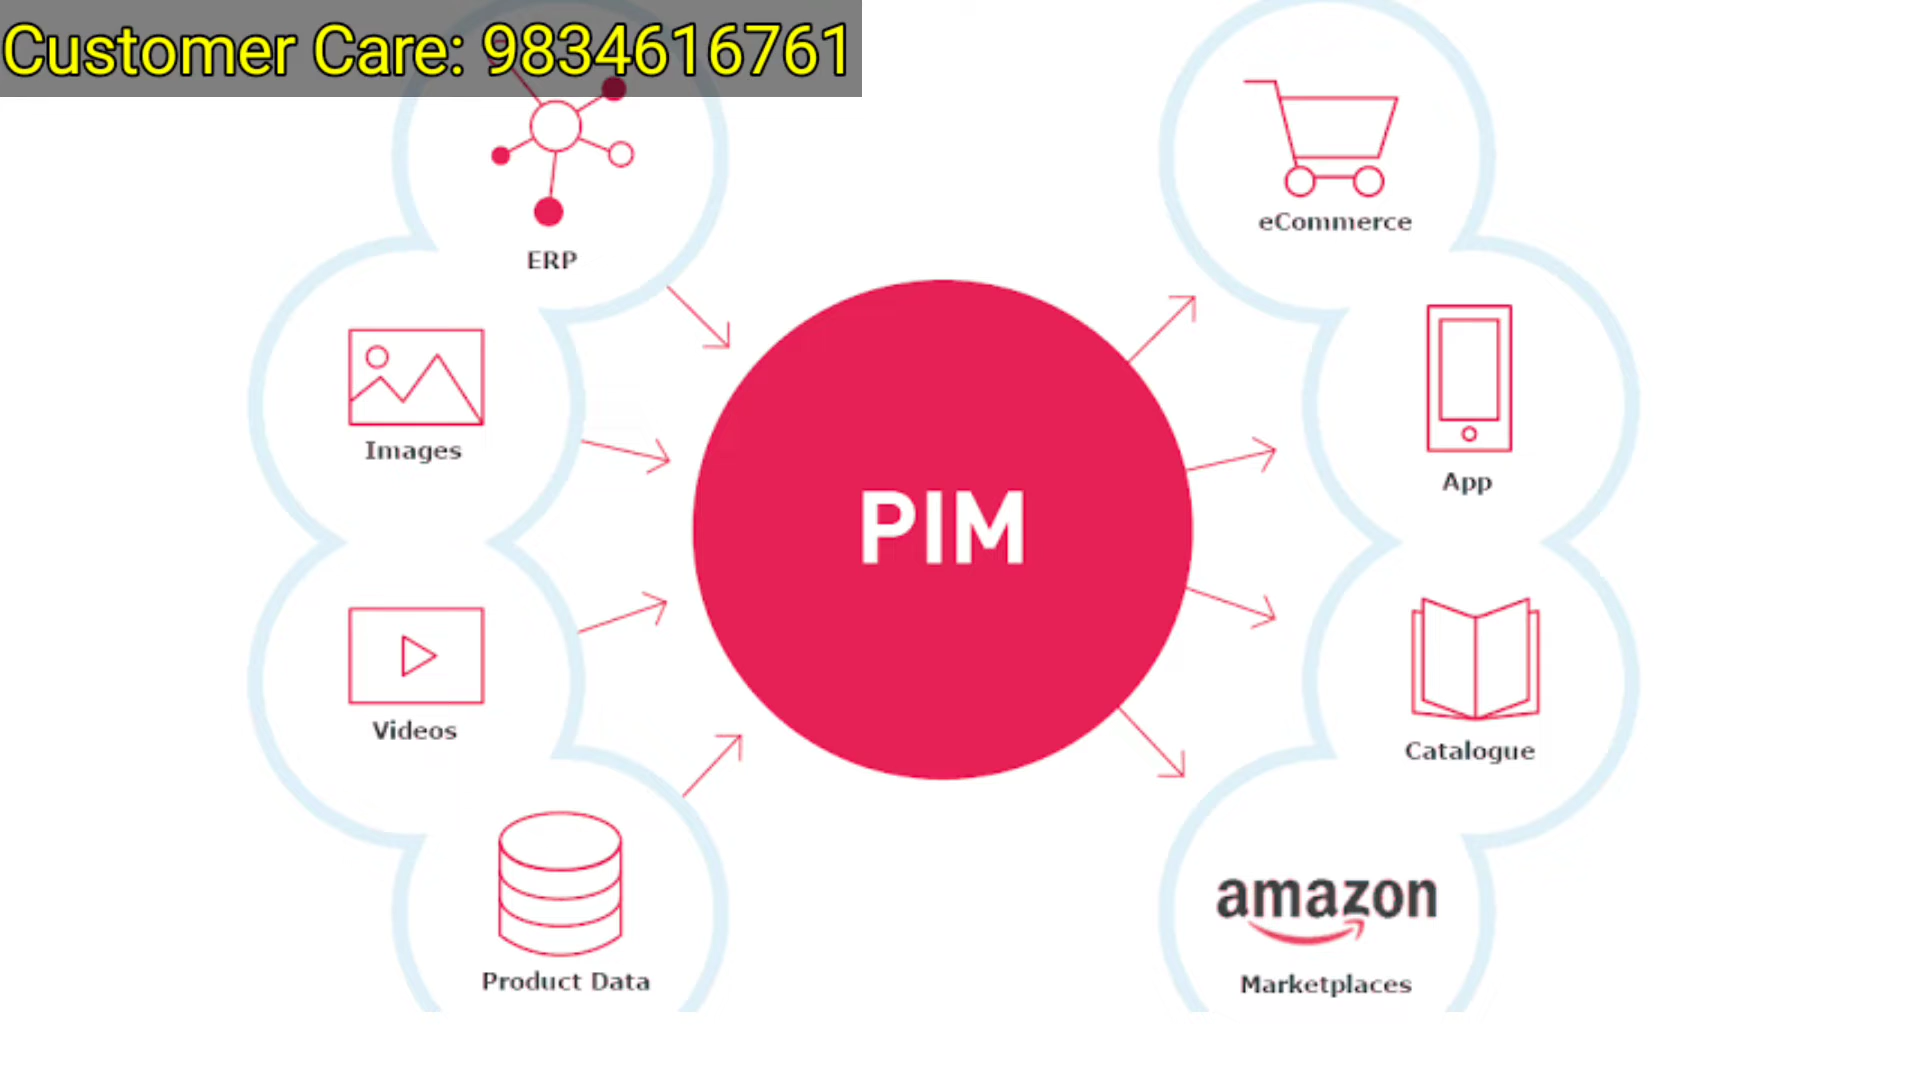 Customer Care: 9834616761
ERP
eCommerce
Images
App
PIM
Videos
Catalogue
amazon
Product Data
Marketplaces